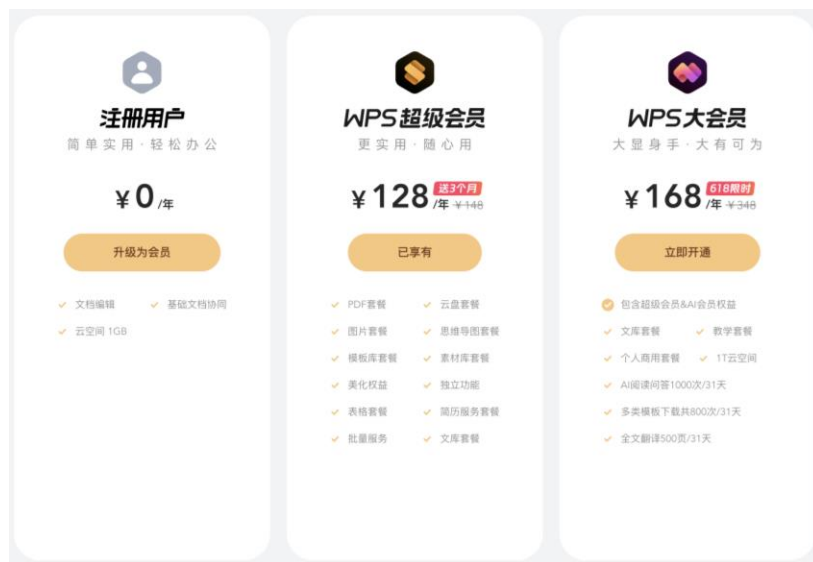 注册用户
简单实用·轻松办公
¥0/年
升级为会员
文档编辑 基础文档协同
云空间 1GB
WPS超级会员
更实用·随心用
¥128/年 送3个月 ¥148
已享有
PDF套餐 云盘套餐
图片套餐 思维导图套餐
模板库套餐 素材库套餐
美化权益 独立功能
表格套餐 简历服务套餐
批量服务 文库套餐
WPS大会员
大显身手·大有可为
¥168/年 618限时 ¥348
立即开通
包含超级会员&AI会员权益
文库套餐 教学套餐
个人商用套餐 1T云空间
AI阅读问答1000次/31天
多类模板下载共800次/31天
全文翻译500页/31天